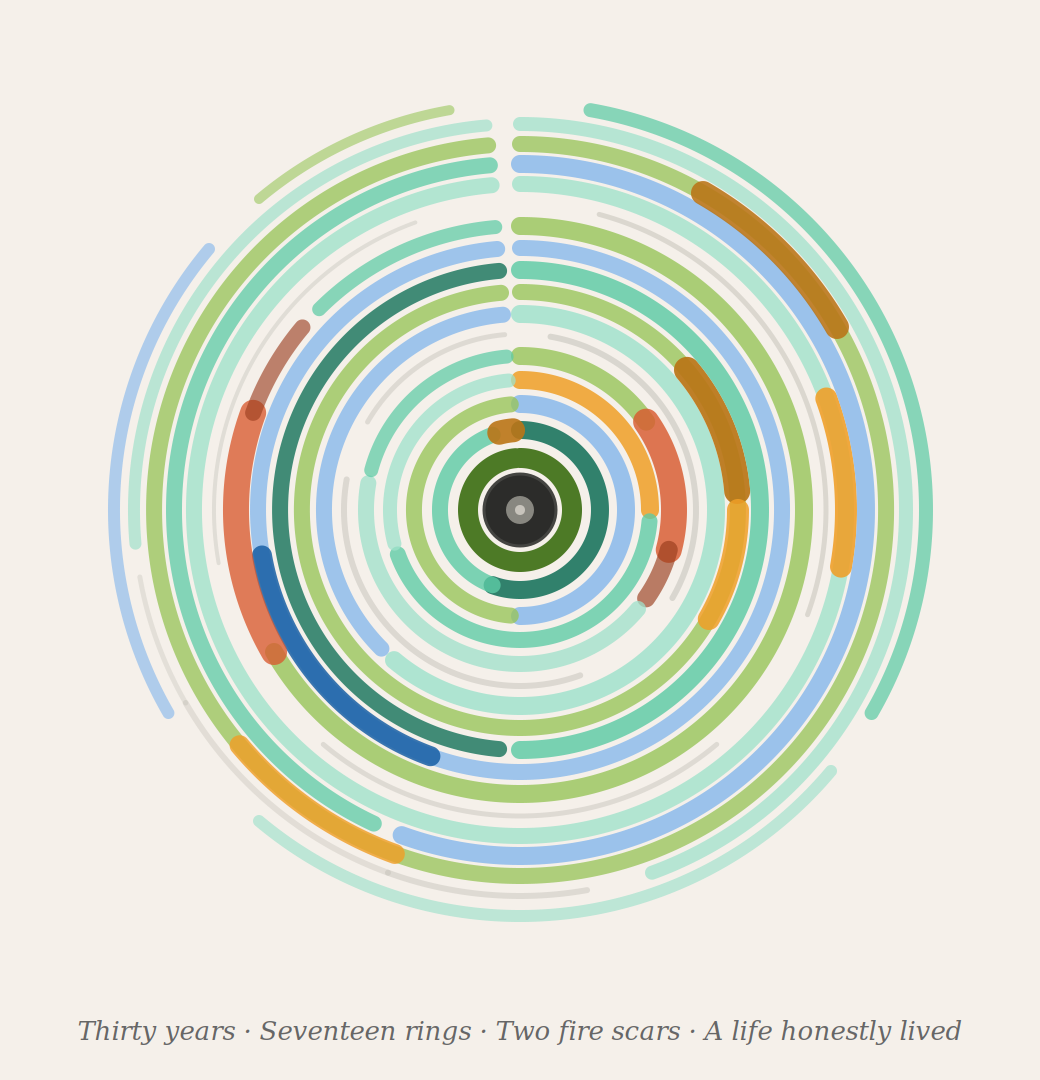 Thirty years · Seventeen rings · Two fire scars · A life honestly lived